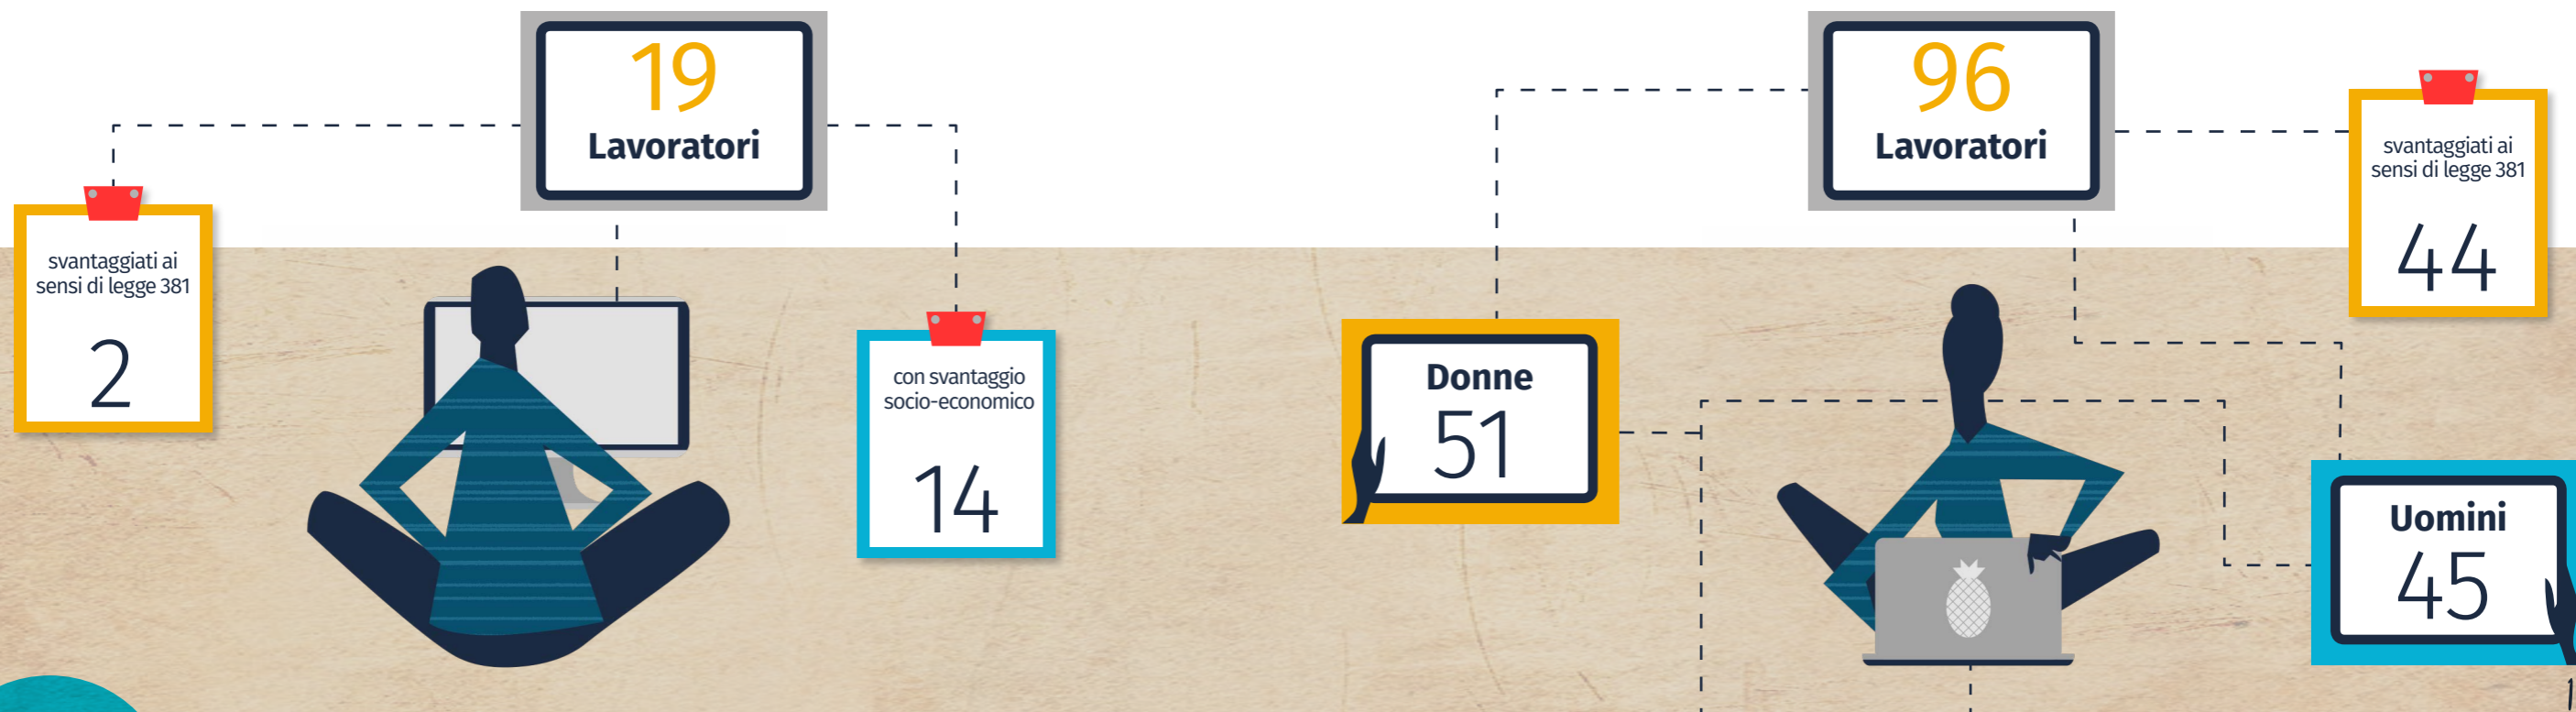 19
Lavoratori
svantaggiati ai
sensi di legge 381
2
con svantaggio
socio-economico
14
96
Lavoratori
svantaggiati ai
sensi di legge 381
44
Donne
51
Uomini
45